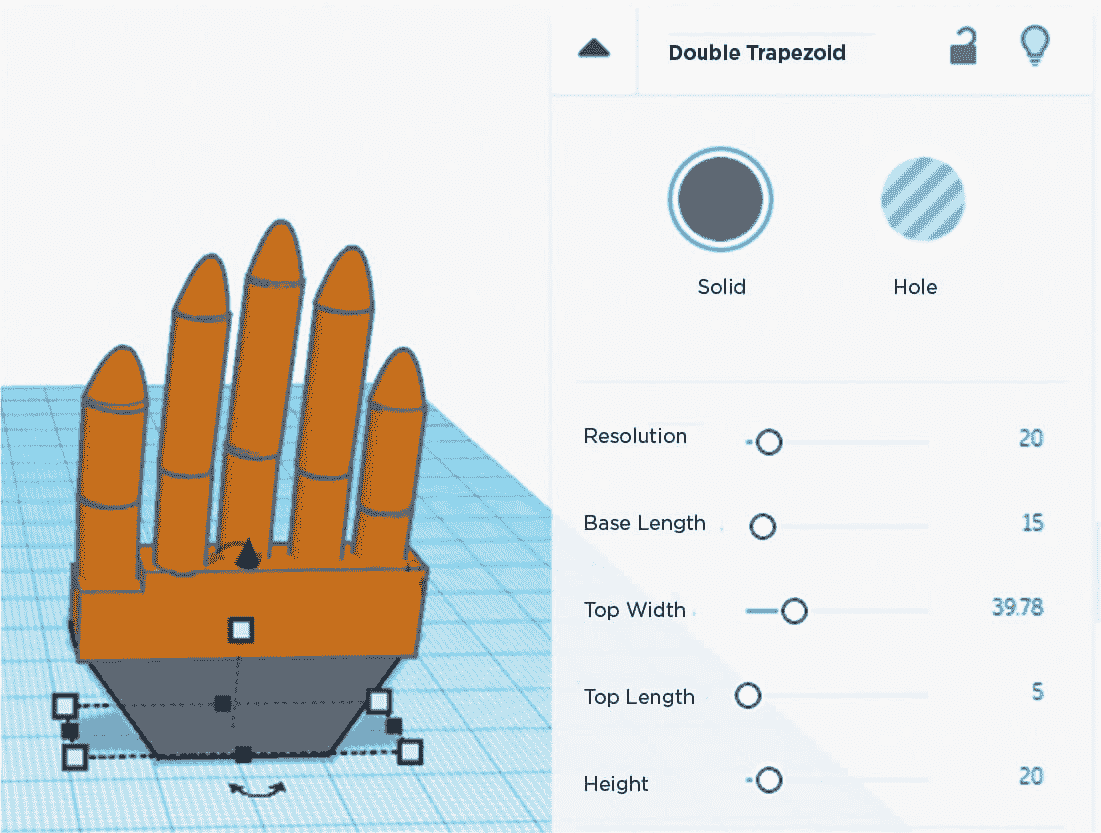 Double Trapezoid
Solid
Hole
Resolution 20
Base Length 15
Top Width 39.78
Top Length 5
Height 20